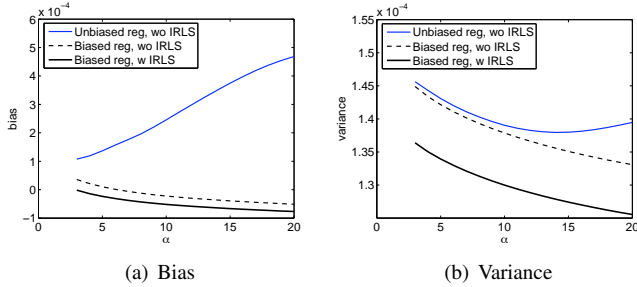 x 10⁻⁴
6
5
4
3
2
1
0
−1
bias
Unbiased reg, wo IRLS
Biased reg, wo IRLS
Biased reg, w IRLS
0 5 10 15 20
α
(a) Bias
x 10⁻⁴
1.55
1.5
1.45
1.4
1.35
1.3
variance
Unbiased reg, wo IRLS
Biased reg, wo IRLS
Biased reg, w IRLS
0 5 10 15 20
α
(b) Variance